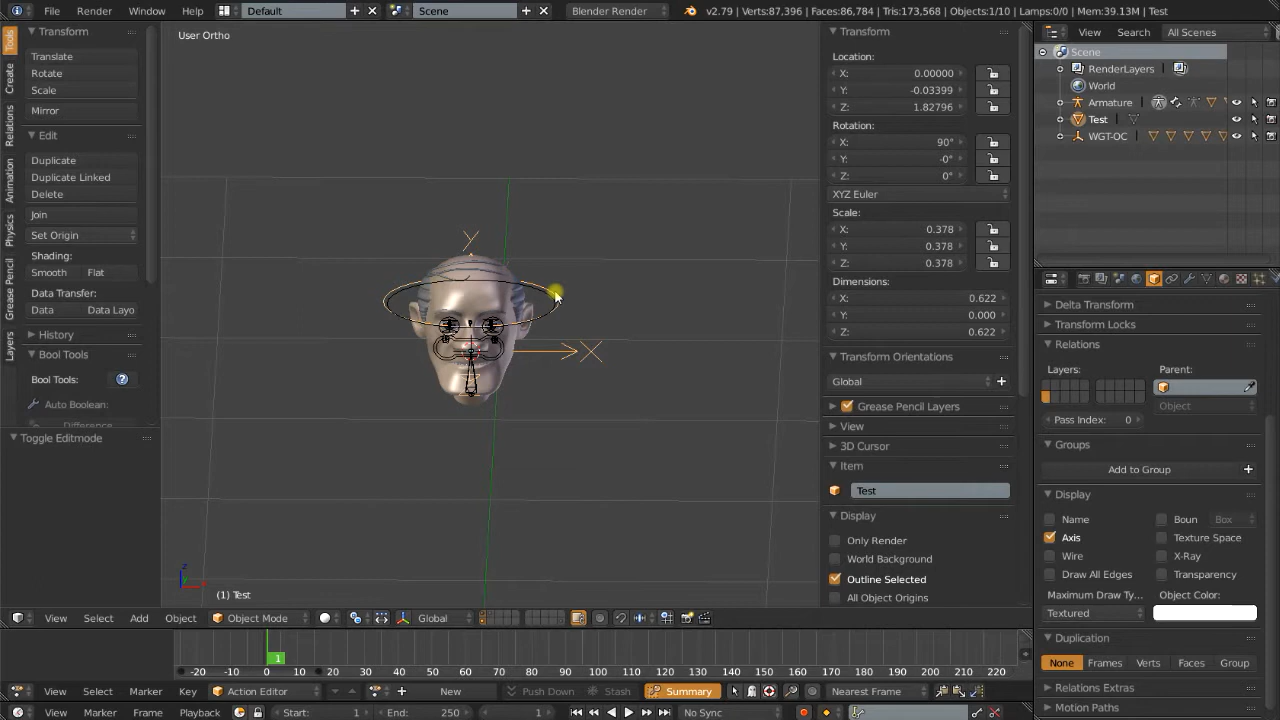 File Render Window Help Default Scene Blender Render v2.79 | Verts:87,396 | Faces:86,784 | Tris:173,568 | Objects:1/10 | Lamps:0/0 | Mem:39.13M | Test
Tools
Create
Relations
Animation
Physics
Grease Pencil
Layers
Transform
Translate
Rotate
Scale
Mirror
Edit
Duplicate
Duplicate Linked
Delete
Join
Set Origin
Shading:
Smooth Flat
Data Transfer:
Data Data Layo
History
Bool Tools
Bool Tools:
Auto Boolean:
Difference
Toggle Editmode
User Ortho
Y
X
z
(1) Test
View Select Add Object Object Mode Global
Transform
Location:
X: 0.00000
Y: -0.03399
Z: 1.82796
Rotation:
X: 90°
Y: -0°
Z: 0°
XYZ Euler
Scale:
X: 0.378
Y: 0.378
Z: 0.378
Dimensions:
X: 0.622
Y: 0.000
Z: 0.622
Transform Orientations
Global
Grease Pencil Layers
View
3D Cursor
Item
Test
Display
Only Render
World Background
Outline Selected
All Object Origins
View Search All Scenes
Scene
RenderLayers
World
Armature
Test
WGT-OC
Delta Transform
Transform Locks
Relations
Layers: Parent:
Object
Pass Index: 0
Groups
Add to Group
Display
Name Boun Box
Axis Texture Space
Wire X-Ray
Draw All Edges Transparency
Maximum Draw Ty... Object Color:
Textured
Duplication
None Frames Verts Faces Group
Relations Extras
Motion Paths
1
-20 -10 0 10 20 30 40 50 60 70 80 90 100 110 120 130 140 150 160 170 180 190 200 210 220
View Select Marker Key Action Editor New Push Down Stash Summary Nearest Frame
View Marker Frame Playback Start: 1 End: 250 1 No Sync